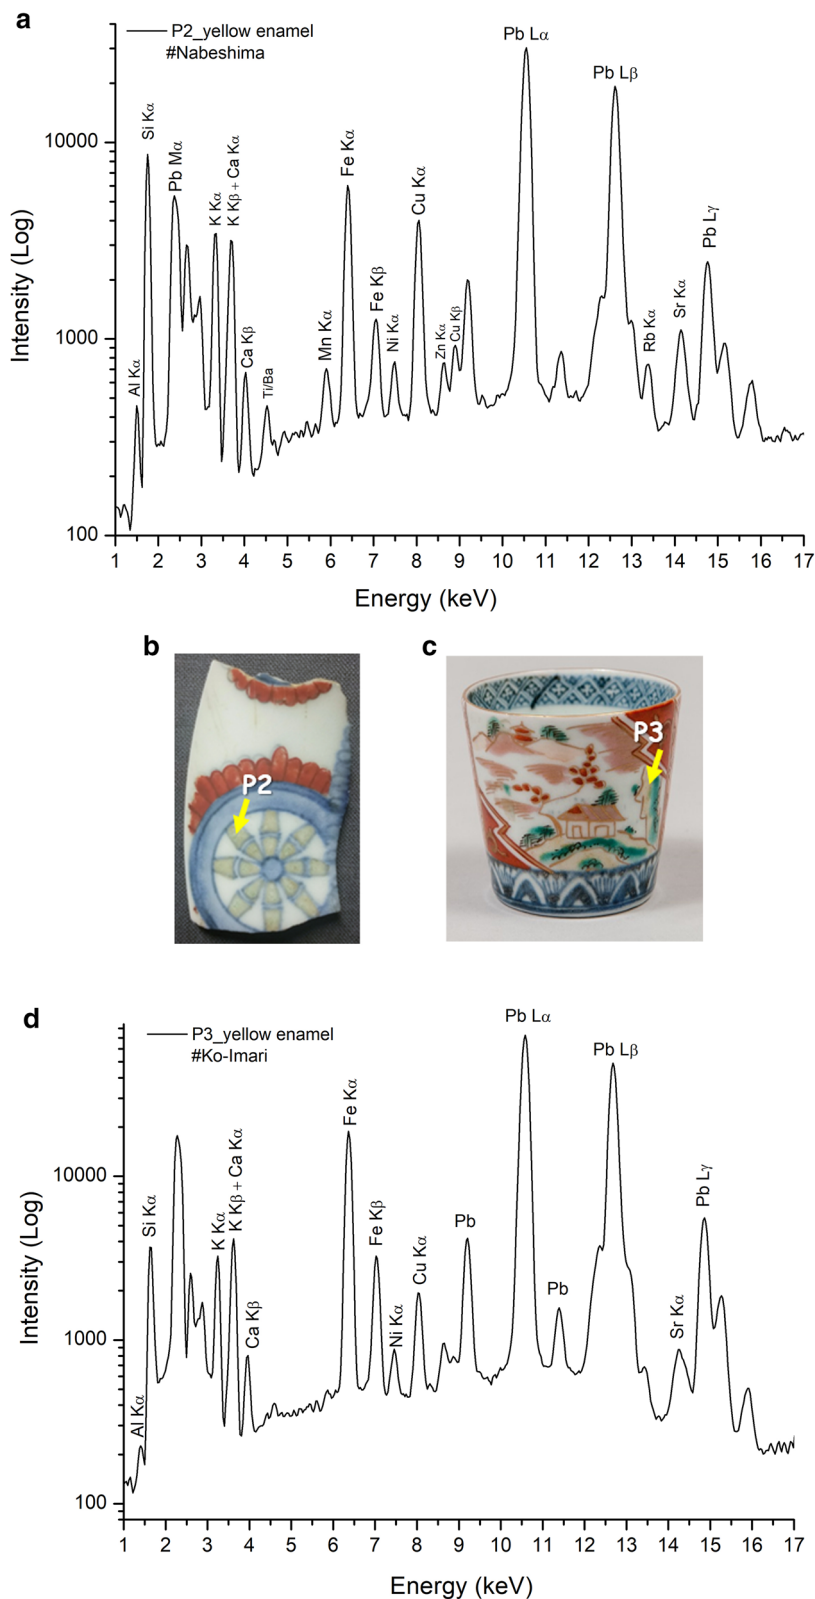 a
P2_yellow enamel
#Nabeshima
Intensity (Log)
10000
1000
100
Al Kα
Si Kα
Pb Mα
K Kα
K Kβ + Ca Kα
Ca Kβ
Ti/Ba
Mn Kα
Fe Kα
Fe Kβ
Ni Kα
Cu Kα
Zn Kα
Cu Kβ
Pb Lα
Pb Lβ
Rb Kα
Sr Kα
Pb Lγ
1 2 3 4 5 6 7 8 9 10 11 12 13 14 15 16 17
Energy (keV)
b
P2
c
P3
d
P3_yellow enamel
#Ko-Imari
Intensity (Log)
10000
1000
100
Al Kα
Si Kα
K Kα
K Kβ + Ca Kα
Ca Kβ
Fe Kα
Fe Kβ
Ni Kα
Cu Kα
Pb
Pb Lα
Pb
Pb Lβ
Sr Kα
Pb Lγ
1 2 3 4 5 6 7 8 9 10 11 12 13 14 15 16 17
Energy (keV)